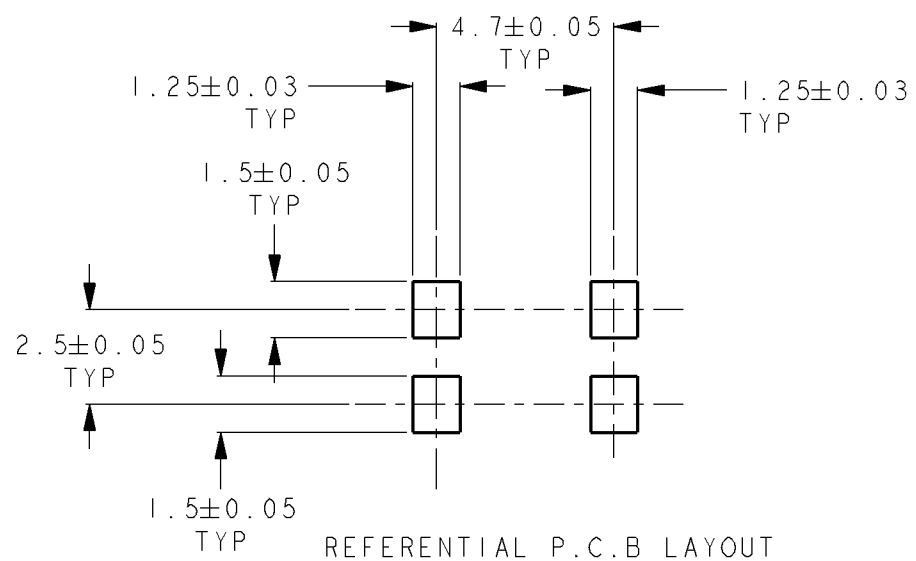 4.7±0.05
TYP
1.25±0.03
TYP
1.25±0.03
TYP
1.5±0.05
TYP
2.5±0.05
TYP
1.5±0.05
TYP
REFERENTIAL P.C.B LAYOUT